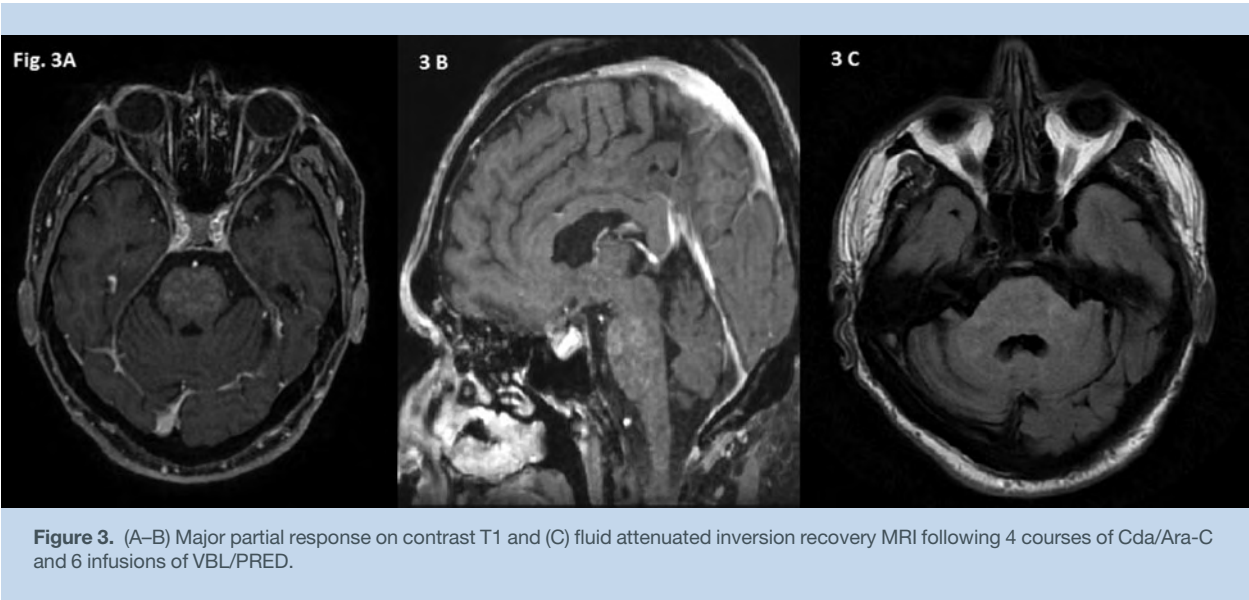 Fig. 3A
3 B
3 C
Figure 3. (A–B) Major partial response on contrast T1 and (C) fluid attenuated inversion recovery MRI following 4 courses of Cda/Ara-C
and 6 infusions of VBL/PRED.